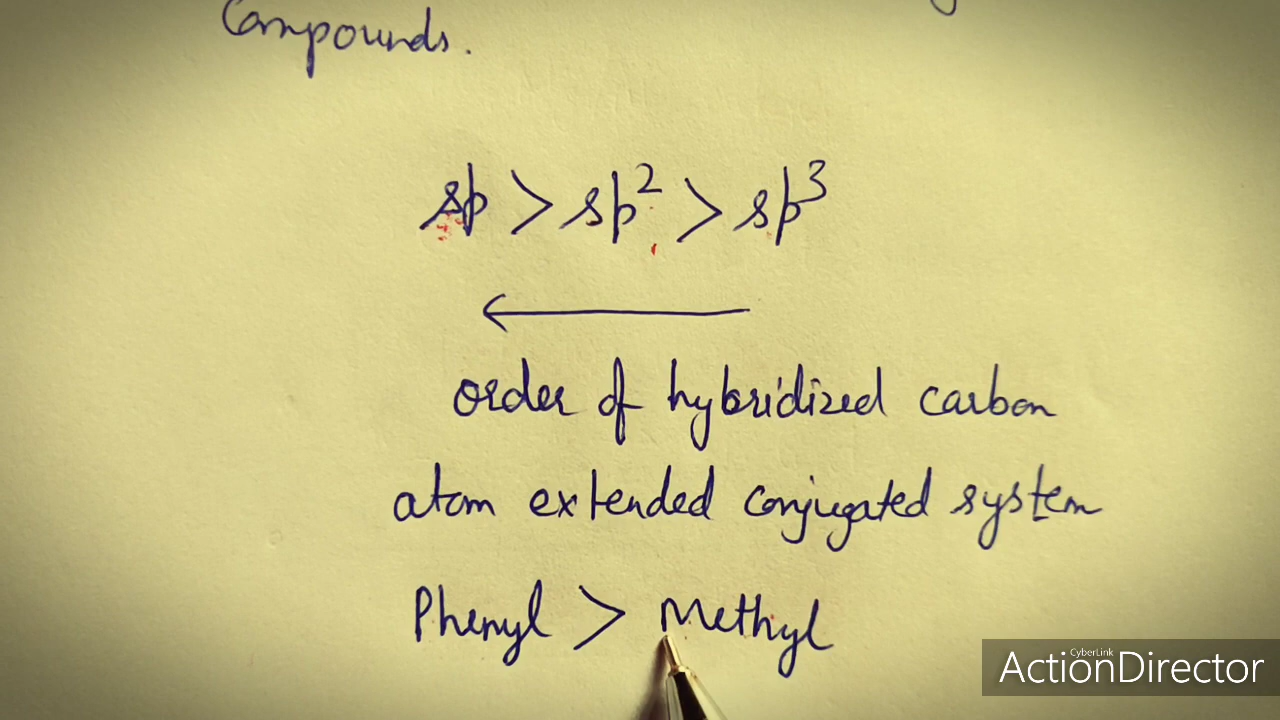 Compounds.
sp > sp² > sp³
←
order of hybridized carbon
atom extended conjugated system
Phenyl > Methyl
CyberLink
ActionDirector